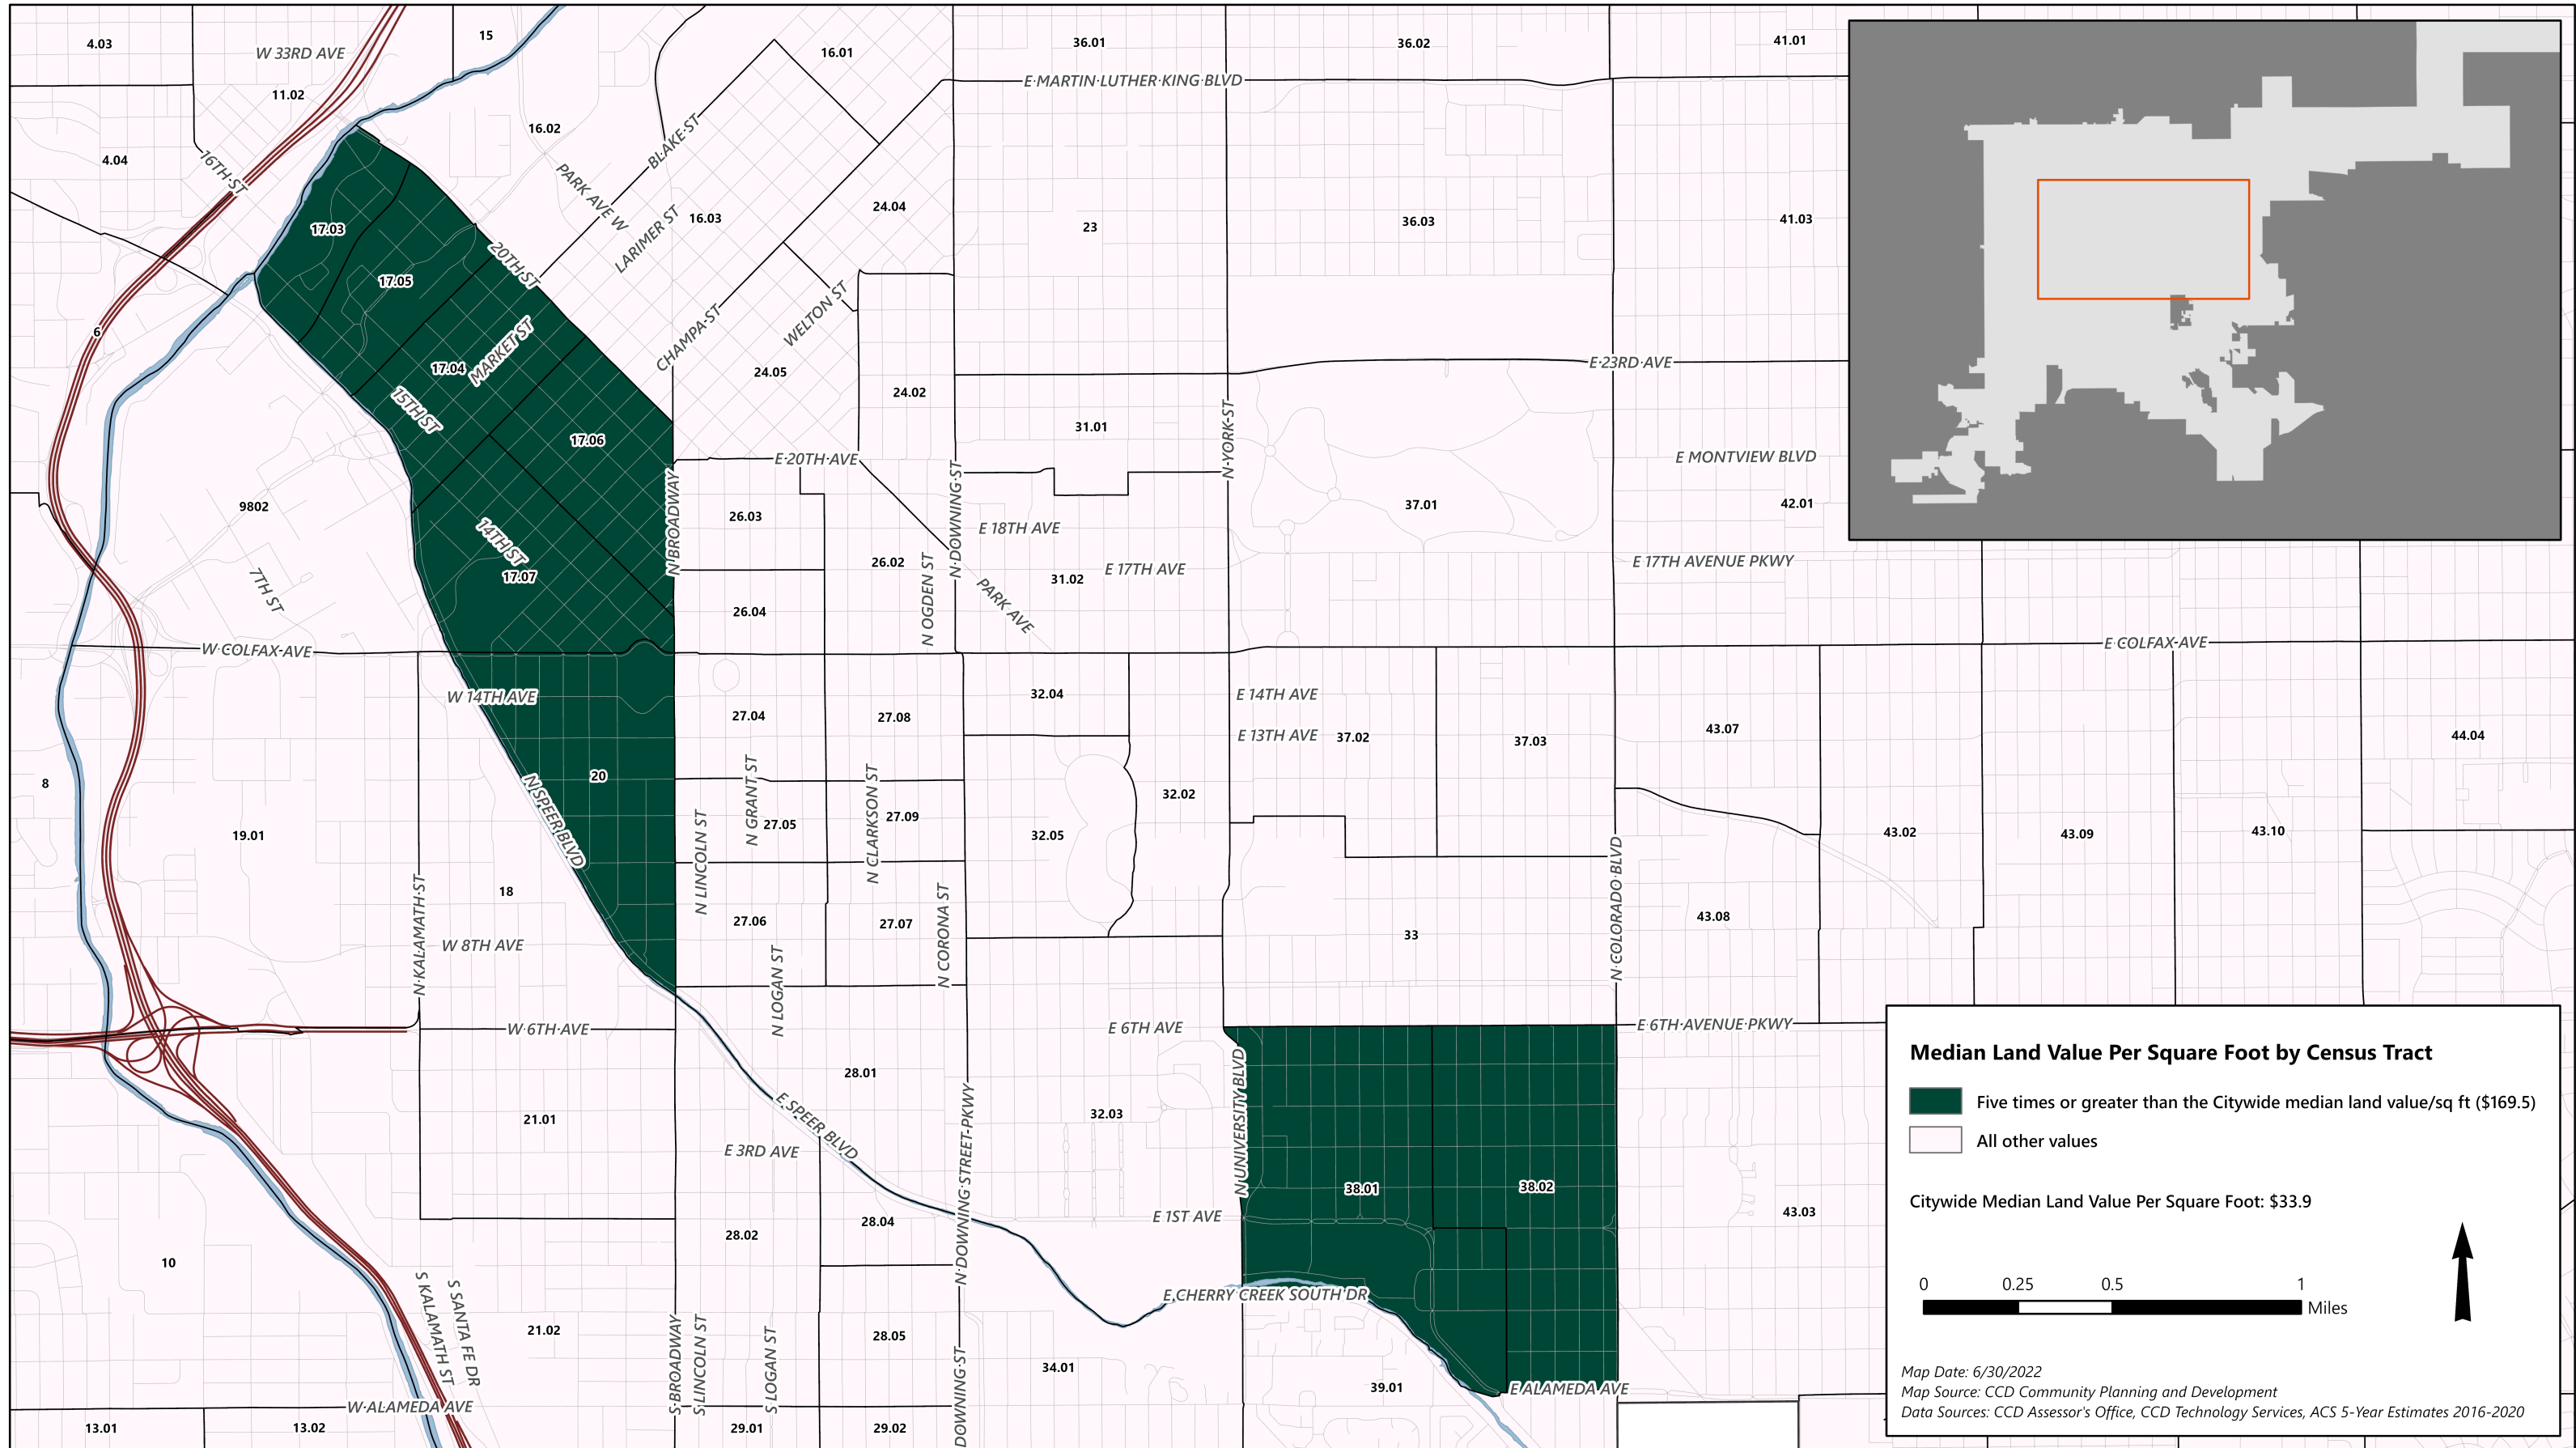 4.03
W 33RD AVE
15
16.01
36.01
36.02
41.01
E MARTIN LUTHER KING BLVD
11.02
16.02
4.04
16TH ST
BLAKE ST
PARK AVE W
16.03
LARIMER ST
24.04
23
36.03
41.03
17.03
17.05
20TH ST
6
17.04
MARKET ST
CHAMPA ST
WELTON ST
24.05
24.02
E 23RD AVE
15TH ST
17.06
31.01
N YORK ST
E 20TH AVE
E MONTVIEW BLVD
9802
N BROADWAY
26.03
N DOWNING ST
E 18TH AVE
37.01
42.01
14TH ST
17.07
7TH ST
26.02
N OGDEN ST
31.02
E 17TH AVE
E 17TH AVENUE PKWY
26.04
PARK AVE
W COLFAX AVE
E COLFAX AVE
W 14TH AVE
32.04
E 14TH AVE
27.04
27.08
E 13TH AVE
37.02
37.03
43.07
44.04
8
20
N SPEER BLVD
19.01
N LINCOLN ST
N GRANT ST
27.05
N CLARKSON ST
27.09
32.05
32.02
43.02
43.09
43.10
N COLORADO BLVD
18
N KALAMATH ST
W 8TH AVE
27.06
27.07
N CORONA ST
N LOGAN ST
33
43.08
W 6TH AVE
E 6TH AVE
E 6TH AVENUE PKWY
28.01
21.01
E SPEER BLVD
E 3RD AVE
32.03
N DOWNING STREET PKWY
N UNIVERSITY BLVD
38.01
38.02
43.03
E 1ST AVE
28.02
28.04
10
E CHERRY CREEK SOUTH DR
S KALAMATH ST
S SANTA FE DR
21.02
S BROADWAY
S LINCOLN ST
S LOGAN ST
28.05
DOWNING ST
34.01
39.01
E ALAMEDA AVE
W ALAMEDA AVE
13.01
13.02
29.01
29.02
Median Land Value Per Square Foot by Census Tract
Five times or greater than the Citywide median land value/sq ft ($169.5)
All other values
Citywide Median Land Value Per Square Foot: $33.9
0 0.25 0.5 1
Miles
Map Date: 6/30/2022
Map Source: CCD Community Planning and Development
Data Sources: CCD Assessor's Office, CCD Technology Services, ACS 5-Year Estimates 2016-2020